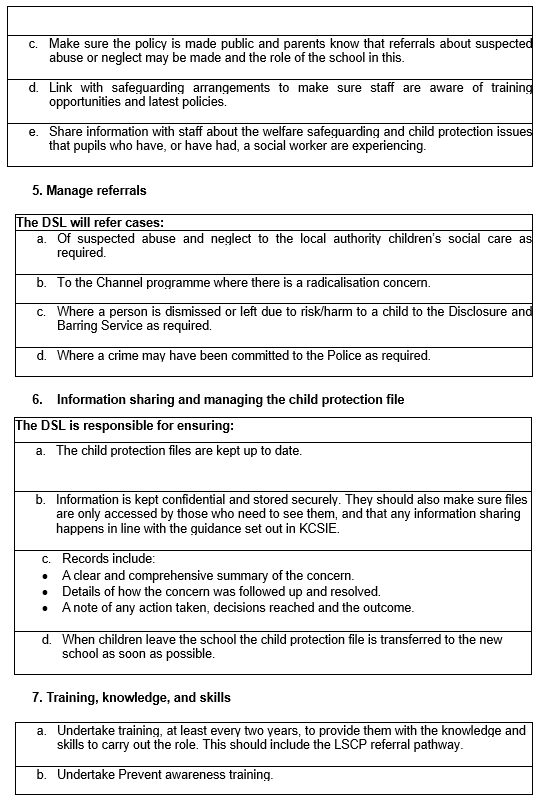 c. Make sure the policy is made public and parents know that referrals about suspected
abuse or neglect may be made and the role of the school in this.
d. Link with safeguarding arrangements to make sure staff are aware of training
opportunities and latest policies.
e. Share information with staff about the welfare safeguarding and child protection issues
that pupils who have, or have had, a social worker are experiencing.
5. Manage referrals
The DSL will refer cases:
a. Of suspected abuse and neglect to the local authority children's social care as
required.
b. To the Channel programme where there is a radicalisation concern.
c. Where a person is dismissed or left due to risk/harm to a child to the Disclosure and
Barring Service as required.
d. Where a crime may have been committed to the Police as required.
6. Information sharing and managing the child protection file
The DSL is responsible for ensuring:
a. The child protection files are kept up to date.
b. Information is kept confidential and stored securely. They should also make sure files
are only accessed by those who need to see them, and that any information sharing
happens in line with the guidance set out in KCSIE.
c. Records include:
• A clear and comprehensive summary of the concern.
• Details of how the concern was followed up and resolved.
• A note of any action taken, decisions reached and the outcome.
d. When children leave the school the child protection file is transferred to the new
school as soon as possible.
7. Training, knowledge, and skills
a. Undertake training, at least every two years, to provide them with the knowledge and
skills to carry out the role. This should include the LSCP referral pathway.
b. Undertake Prevent awareness training.